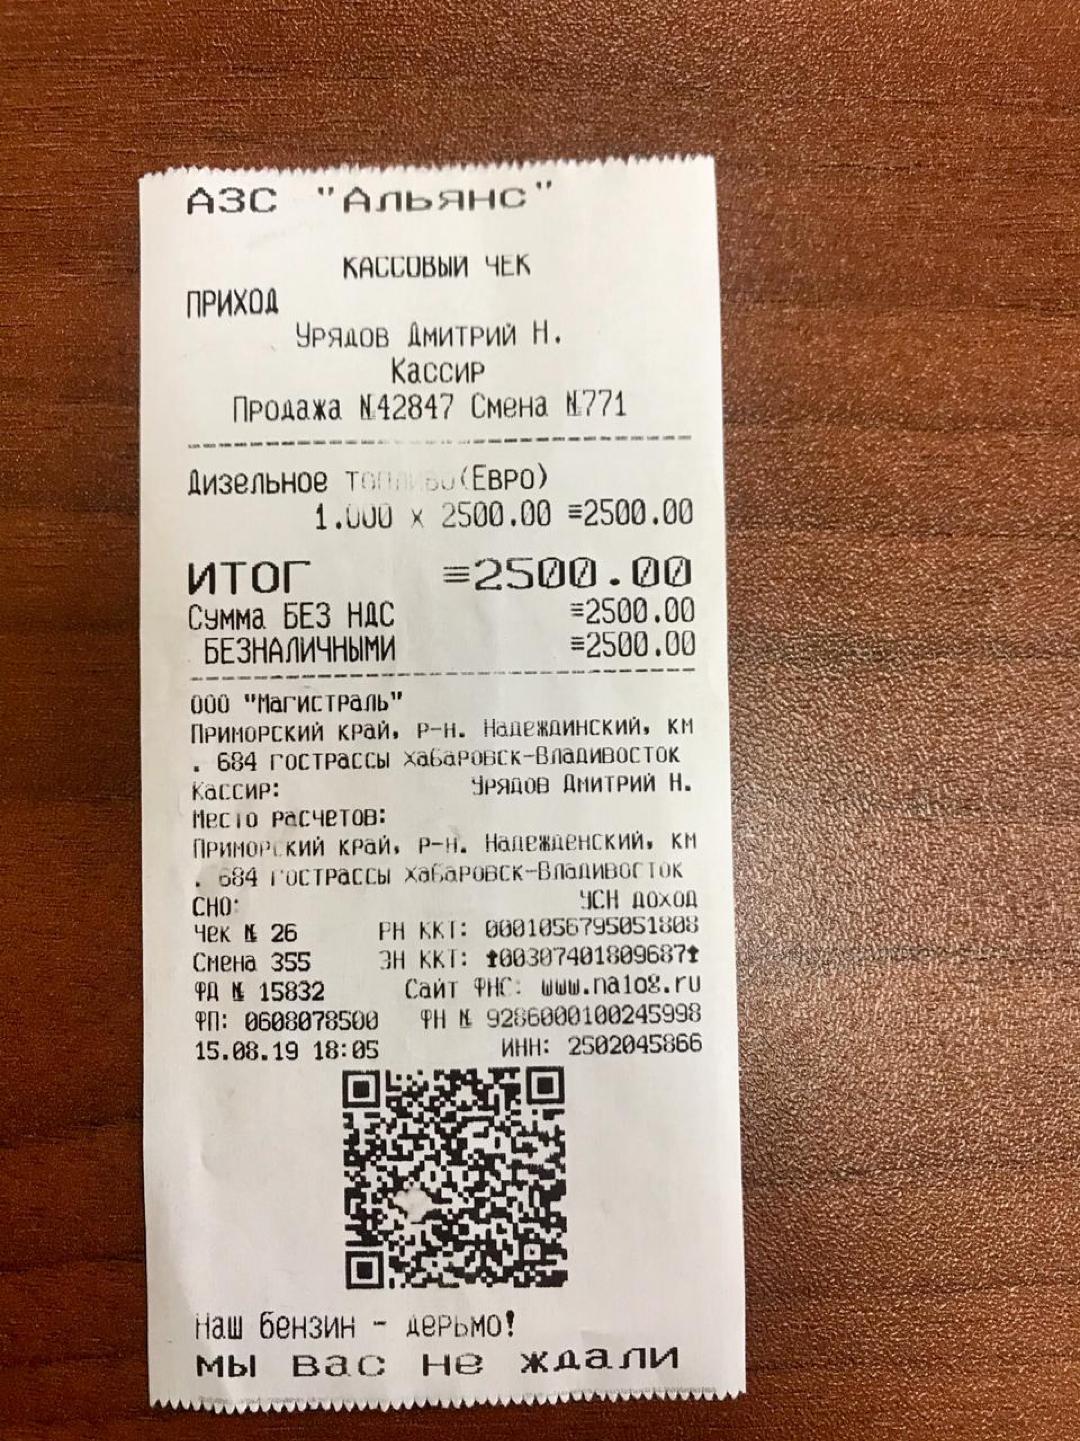 АЗС "Альянс"
КАССОВЫЙ ЧЕК
ПРИХОД
Урядов Дмитрий Н.
Кассир
Продажа №42847 Смена №771
Дизельное топливо(Евро)
1.000 x 2500.00 ≡2500.00
ИТОГ ≡2500.00
Сумма БЕЗ НДС ≡2500.00
БЕЗНАЛИЧНЫМИ ≡2500.00
ООО "Магистраль"
Приморский край, р-н. Надеждинский, км
. 684 гострассы Хабаровск-Владивосток
Кассир: Урядов Дмитрий Н.
Место расчетов:
Приморский край, р-н. Надежденский, км
. 684 гострассы Хабаровск-Владивосток
СНО: УСН доход
Чек № 26 РН ККТ: 0001056795051808
Смена 355 ЗН ККТ: ↑00307401809687↑
ФД № 15832 Сайт ФНС: www.nalog.ru
ФП: 0608078500 ФН № 9286000100245998
15.08.19 18:05 ИНН: 2502045866
Наш бензин - дерьмо!
мы вас не ждали